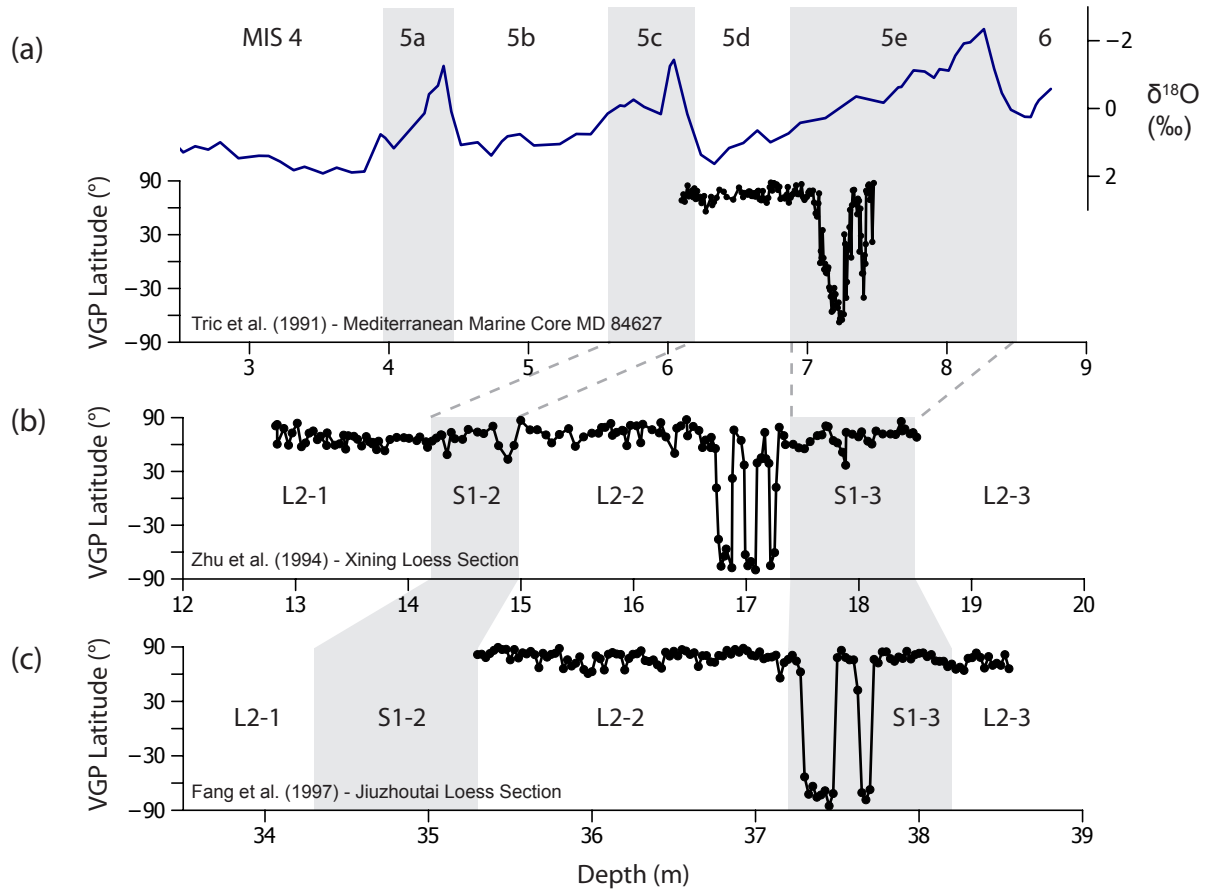 (a)
MIS 4 5a 5b 5c 5d 5e 6
−2
0
2
δ¹⁸O
(‰)
VGP Latitude (°)
90
30
−30
−90
Tric et al. (1991) - Mediterranean Marine Core MD 84627
3 4 5 6 7 8 9
(b)
VGP Latitude (°)
90
30
−30
−90
L2-1 S1-2 L2-2 S1-3 L2-3
Zhu et al. (1994) - Xining Loess Section
12 13 14 15 16 17 18 19 20
(c)
VGP Latitude (°)
90
30
−30
−90
L2-1 S1-2 L2-2 S1-3 L2-3
Fang et al. (1997) - Jiuzhoutai Loess Section
34 35 36 37 38 39
Depth (m)